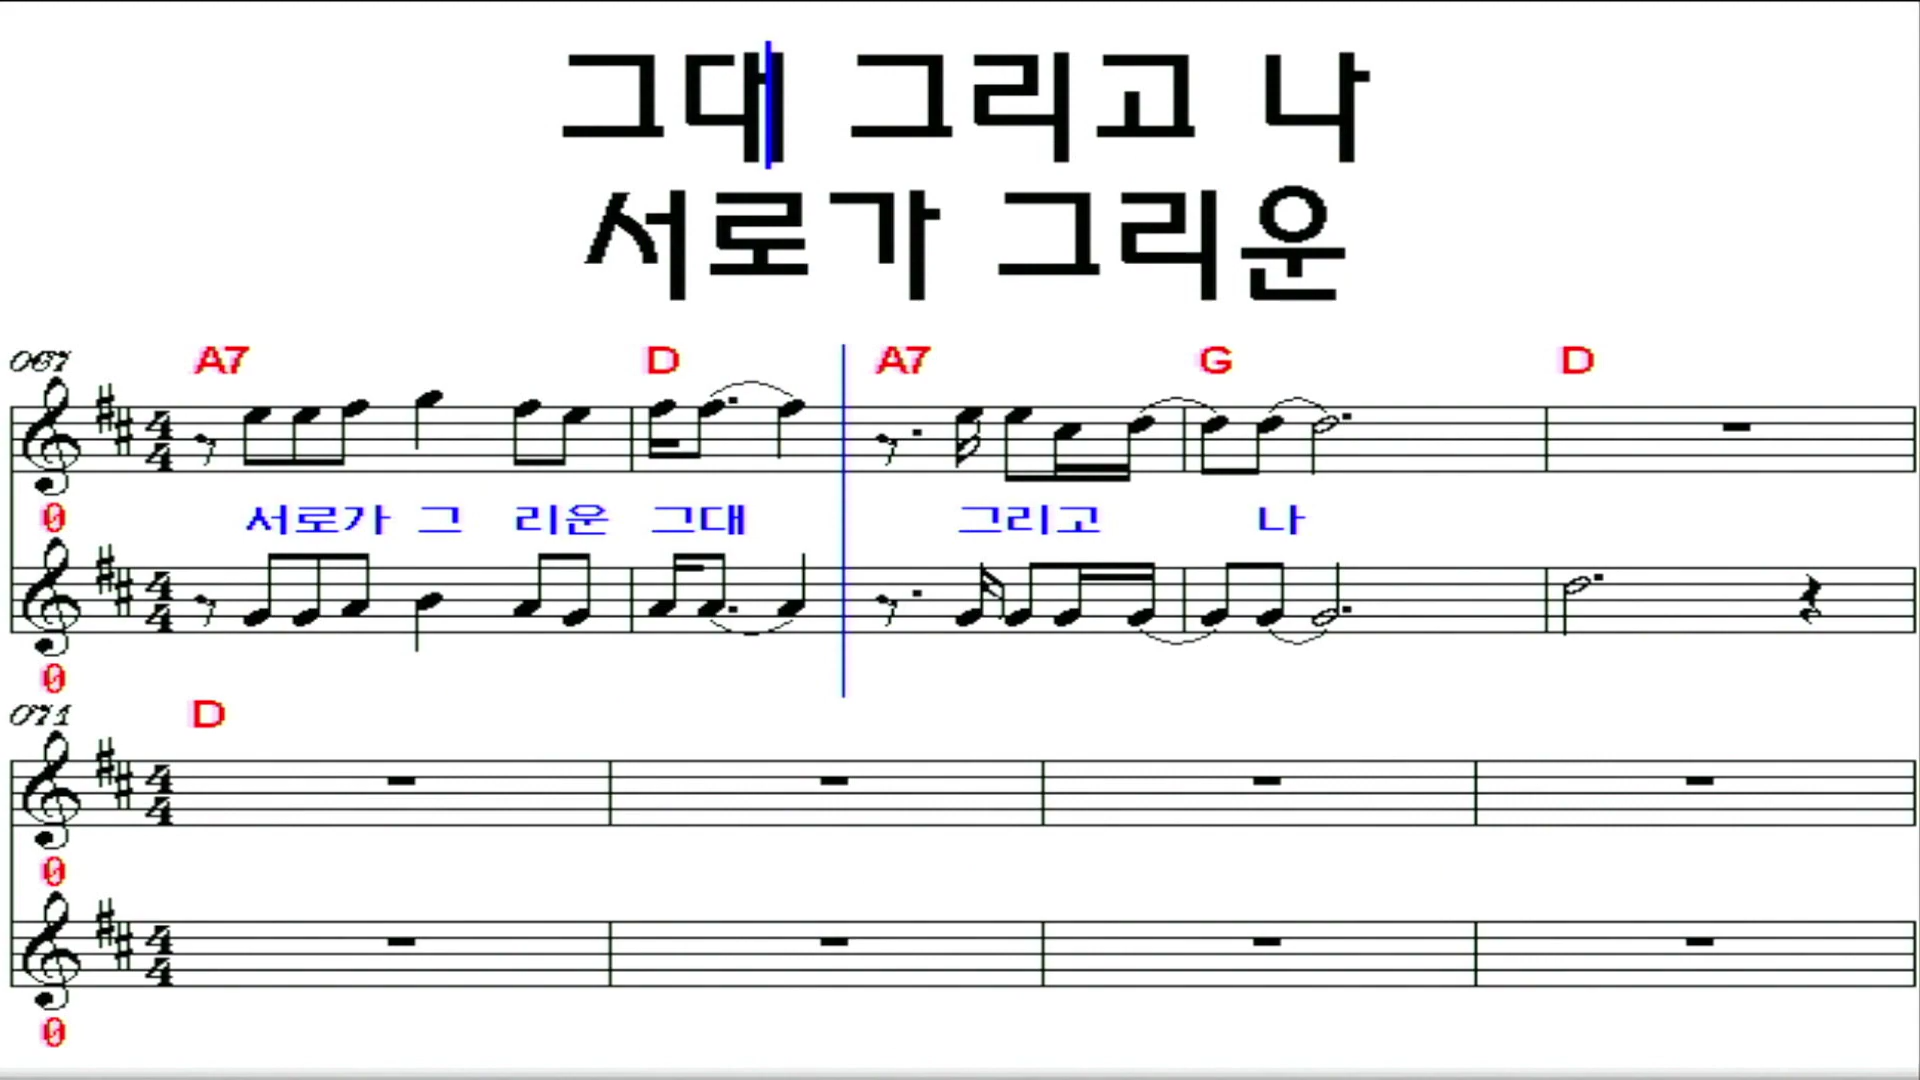 그대 그리고 나
서로가 그리운
067 A7 D A7 G D
서로가 그 리운 그대 그리고 나
0
0
071 D
0
0